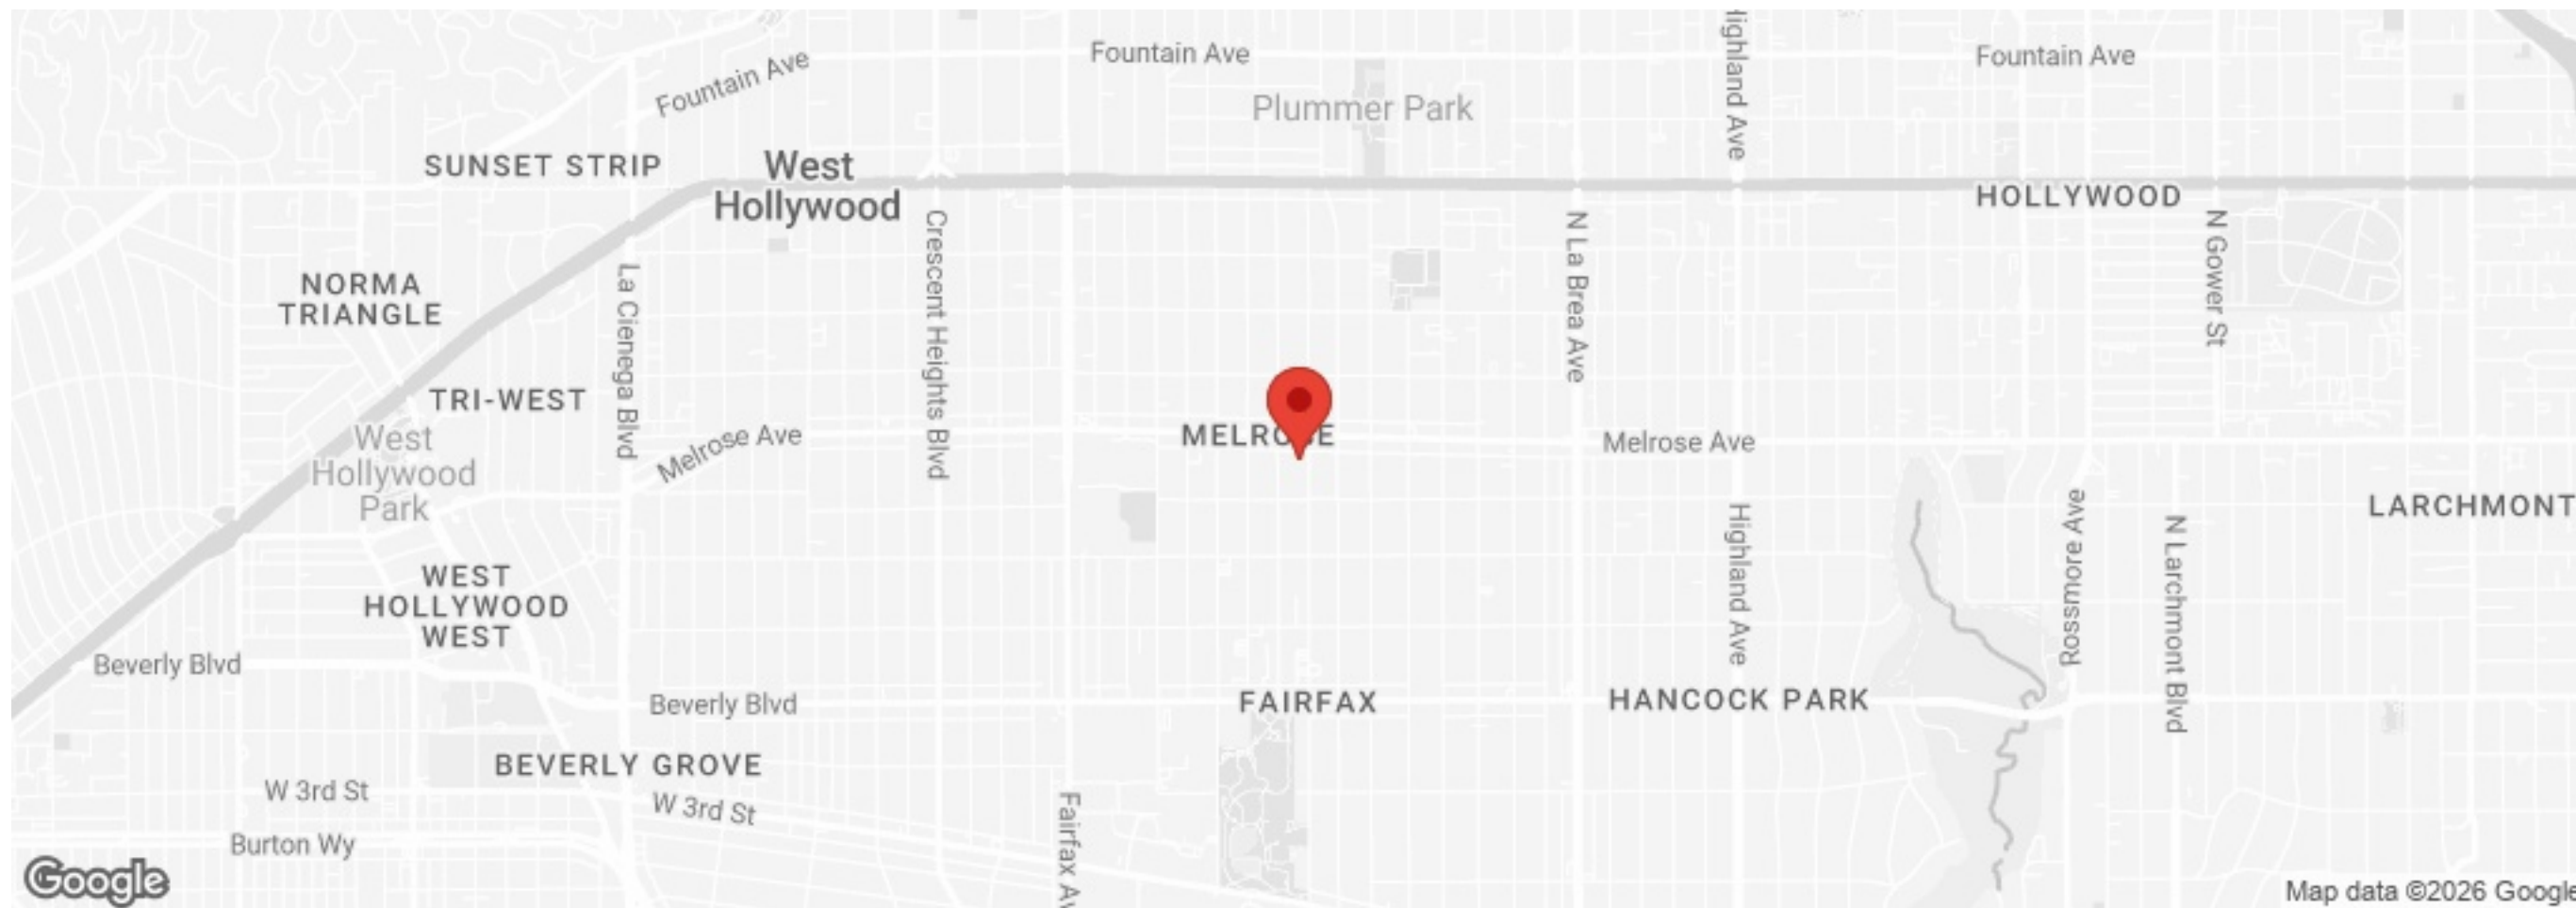 Highland Ave
Fountain Ave
Fountain Ave
Fountain Ave
Plummer Park
SUNSET STRIP
West
Hollywood
HOLLYWOOD
NORMA
TRIANGLE
La Cienega Blvd
Crescent Heights Blvd
N La Brea Ave
N Gower St
TRI-WEST
West
Hollywood
Park
Melrose Ave
MELROSE
Melrose Ave
LARCHMONT
Highland Ave
Rossmore Ave
N Larchmont Blvd
WEST
HOLLYWOOD
WEST
Beverly Blvd
Beverly Blvd
FAIRFAX
HANCOCK PARK
BEVERLY GROVE
W 3rd St
W 3rd St
Fairfax Av
Burton Wy
Google
Map data ©2026 Google